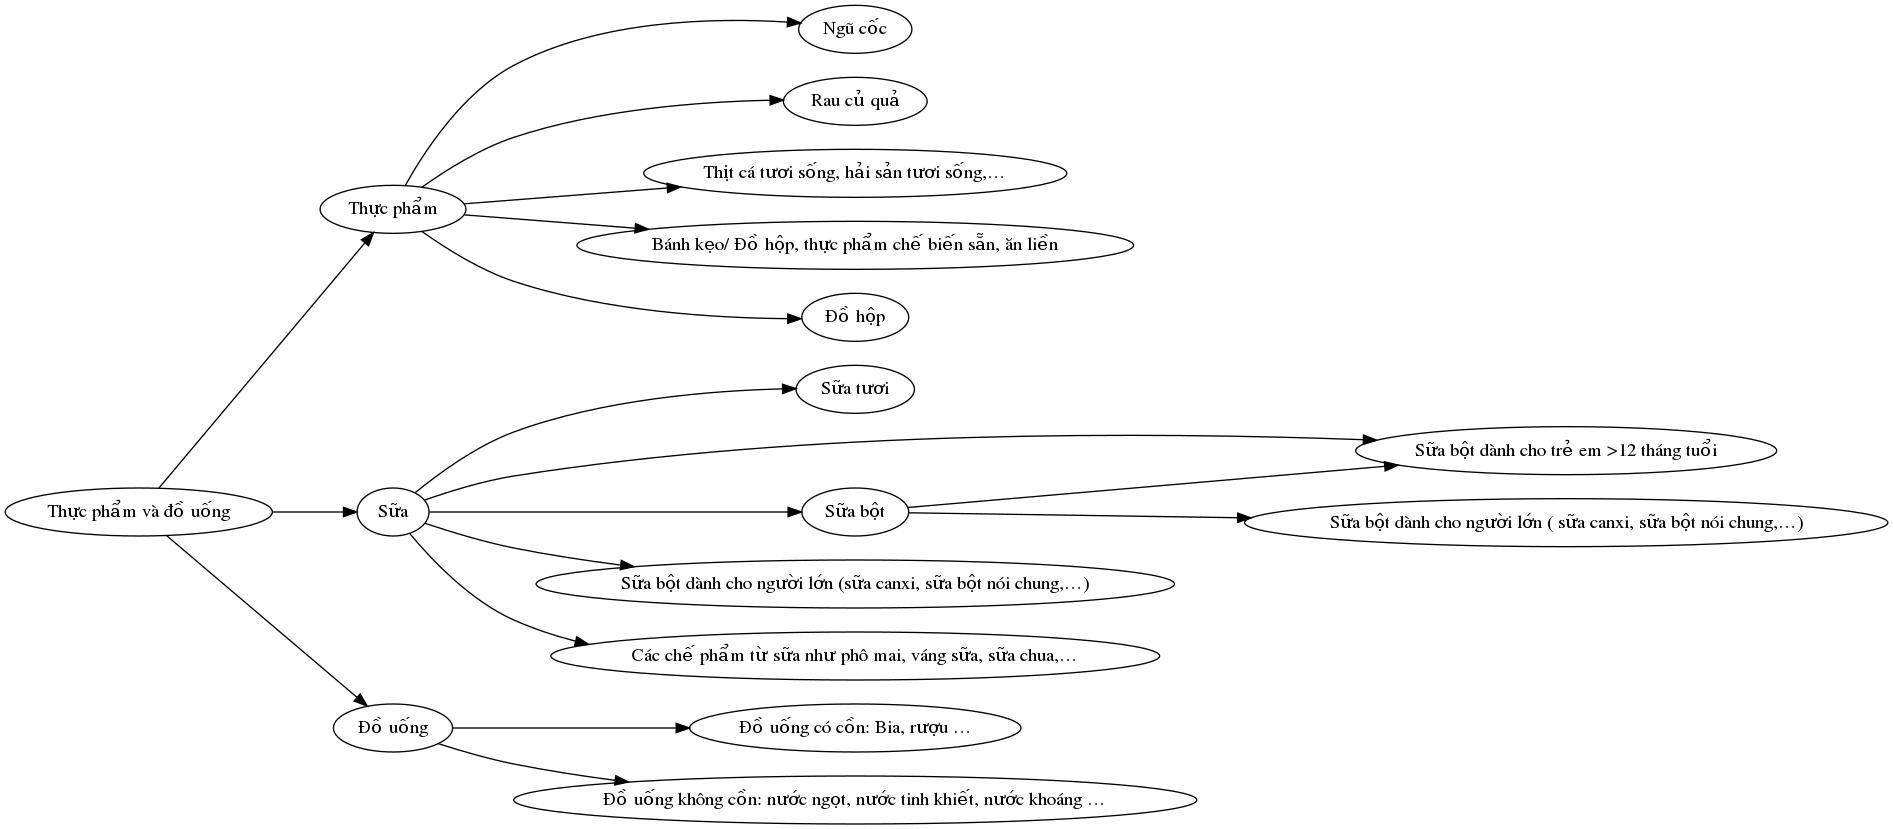 Ngũ cốc
Rau củ quả
Thịt cá tươi sống, hải sản tươi sống,…
Thực phẩm
Bánh kẹo/ Đồ hộp, thực phẩm chế biến sẵn, ăn liền
Đồ hộp
Sữa tươi
Sữa bột dành cho trẻ em >12 tháng tuổi
Thực phẩm và đồ uống
Sữa
Sữa bột
Sữa bột dành cho người lớn ( sữa canxi, sữa bột nói chung,…)
Sữa bột dành cho người lớn (sữa canxi, sữa bột nói chung,…)
Các chế phẩm từ sữa như phô mai, váng sữa, sữa chua,…
Đồ uống
Đồ uống có cồn: Bia, rượu …
Đồ uống không cồn: nước ngọt, nước tinh khiết, nước khoáng …